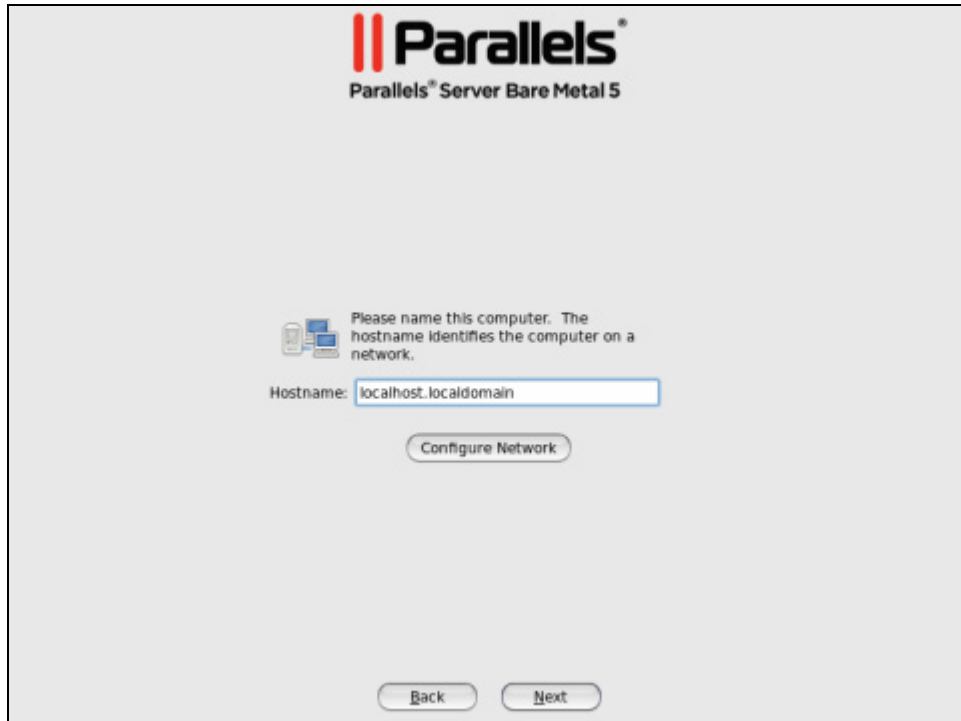 Parallels®
Parallels® Server Bare Metal 5
Please name this computer. The
hostname identifies the computer on a
network.
Hostname: localhost.localdomain
Configure Network
Back Next